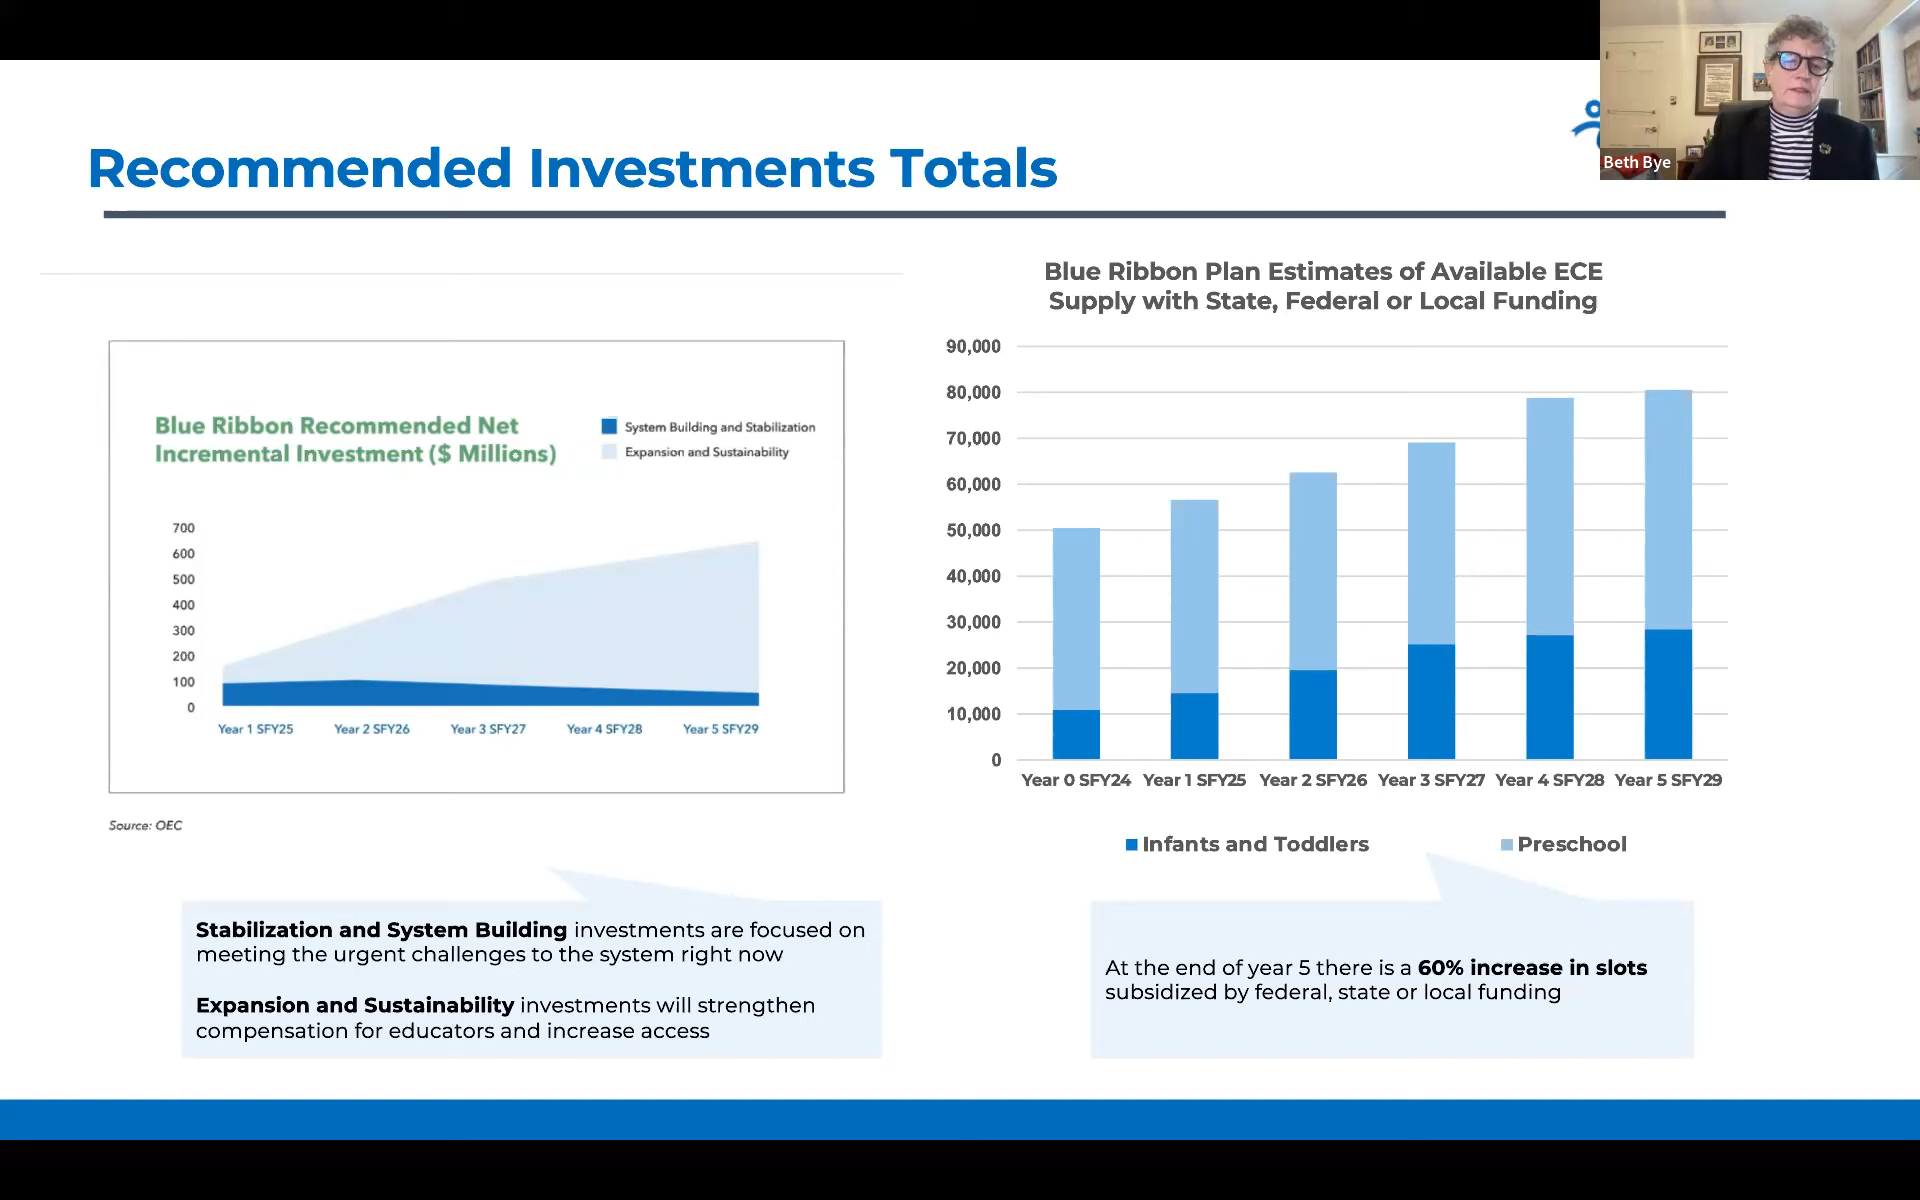 Beth Bye
Recommended Investments Totals
Blue Ribbon Recommended Net
Incremental Investment ($ Millions)
System Building and Stabilization
Expansion and Sustainability
700
600
500
400
300
200
100
0
Year 1 SFY25 Year 2 SFY26 Year 3 SFY27 Year 4 SFY28 Year 5 SFY29
Source: OEC
Stabilization and System Building investments are focused on
meeting the urgent challenges to the system right now
Expansion and Sustainability investments will strengthen
compensation for educators and increase access
Blue Ribbon Plan Estimates of Available ECE
Supply with State, Federal or Local Funding
90,000
80,000
70,000
60,000
50,000
40,000
30,000
20,000
10,000
0
Year 0 SFY24 Year 1 SFY25 Year 2 SFY26 Year 3 SFY27 Year 4 SFY28 Year 5 SFY29
Infants and Toddlers Preschool
At the end of year 5 there is a 60% increase in slots
subsidized by federal, state or local funding